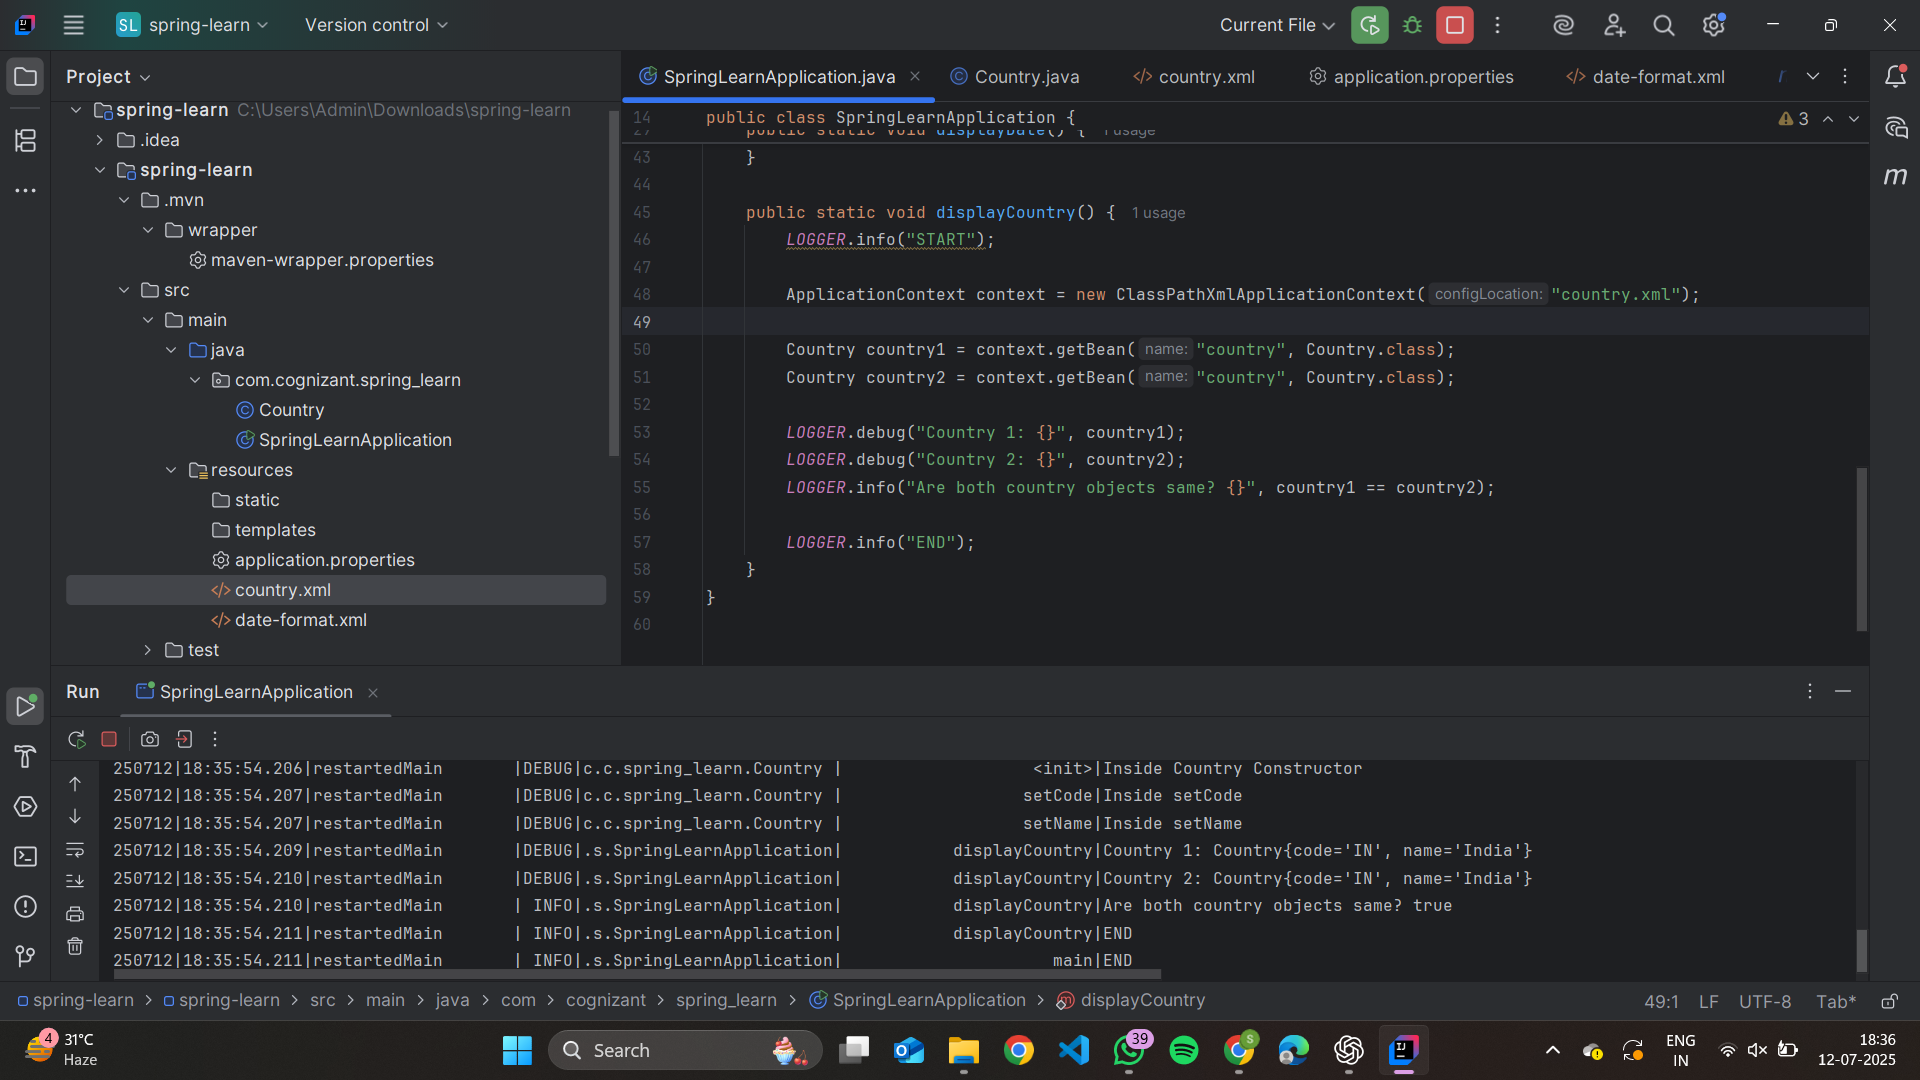 SL spring-learn Version control Current File
Project
spring-learn C:\Users\Admin\Downloads\spring-learn
.idea
spring-learn
.mvn
wrapper
maven-wrapper.properties
src
main
java
com.cognizant.spring_learn
Country
SpringLearnApplication
resources
static
templates
application.properties
country.xml
date-format.xml
test
SpringLearnApplication.java Country.java country.xml application.properties date-format.xml
14 public class SpringLearnApplication { 3
27 public static void displayDate() { 1 usage
43 }
44
45 public static void displayCountry() { 1 usage
46 LOGGER.info("START");
47
48 ApplicationContext context = new ClassPathXmlApplicationContext( configLocation: "country.xml");
49
50 Country country1 = context.getBean( name: "country", Country.class);
51 Country country2 = context.getBean( name: "country", Country.class);
52
53 LOGGER.debug("Country 1: {}", country1);
54 LOGGER.debug("Country 2: {}", country2);
55 LOGGER.info("Are both country objects same? {}", country1 == country2);
56
57 LOGGER.info("END");
58 }
59 }
60
m
Run SpringLearnApplication
250712|18:35:54.206|restartedMain |DEBUG|c.c.spring_learn.Country | <init>|Inside Country Constructor
250712|18:35:54.207|restartedMain |DEBUG|c.c.spring_learn.Country | setCode|Inside setCode
250712|18:35:54.207|restartedMain |DEBUG|c.c.spring_learn.Country | setName|Inside setName
250712|18:35:54.209|restartedMain |DEBUG|.s.SpringLearnApplication| displayCountry|Country 1: Country{code='IN', name='India'}
250712|18:35:54.210|restartedMain |DEBUG|.s.SpringLearnApplication| displayCountry|Country 2: Country{code='IN', name='India'}
250712|18:35:54.210|restartedMain | INFO|.s.SpringLearnApplication| displayCountry|Are both country objects same? true
250712|18:35:54.211|restartedMain | INFO|.s.SpringLearnApplication| displayCountry|END
250712|18:35:54.211|restartedMain | INFO|.s.SpringLearnApplication| main|END
spring-learn > spring-learn > src > main > java > com > cognizant > spring_learn > SpringLearnApplication > displayCountry
49:1 LF UTF-8 Tab*
4 31°C
Haze
Search
39
S
ENG
IN
18:36
12-07-2025